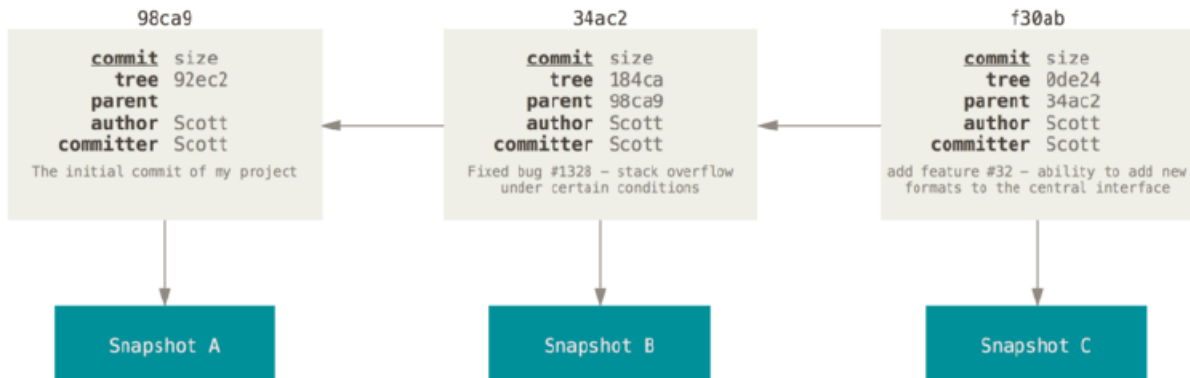 98ca9
commit size
tree 92ec2
parent
author Scott
committer Scott
The initial commit of my project
Snapshot A
34ac2
commit size
tree 184ca
parent 98ca9
author Scott
committer Scott
Fixed bug #1328 – stack overflow
under certain conditions
Snapshot B
f30ab
commit size
tree 0de24
parent 34ac2
author Scott
committer Scott
add feature #32 – ability to add new
formats to the central interface
Snapshot C